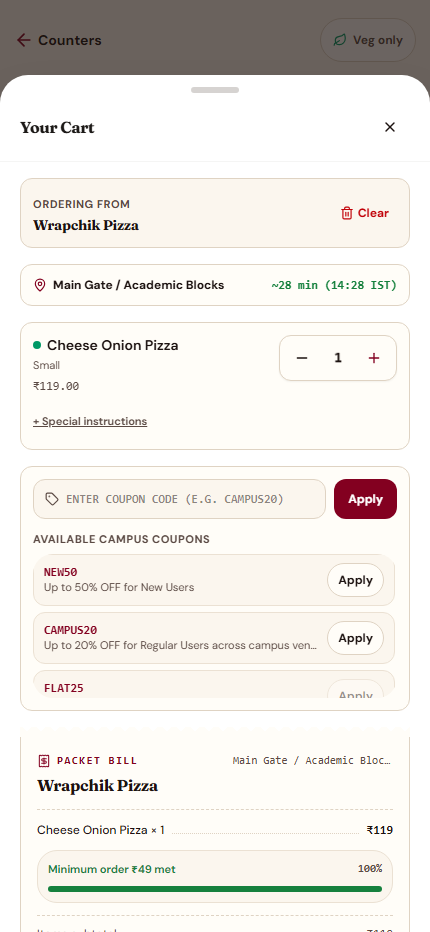 Counters
Veg only
Your Cart
ORDERING FROM
Wrapchik Pizza
Clear
Main Gate / Academic Blocks
~28 min (14:28 IST)
Cheese Onion Pizza
Small
₹119.00
+ Special instructions
− 1 +
ENTER COUPON CODE (E.G. CAMPUS20)
Apply
AVAILABLE CAMPUS COUPONS
NEW50
Up to 50% OFF for New Users
Apply
CAMPUS20
Up to 20% OFF for Regular Users across campus ven…
Apply
FLAT25
Apply
PACKET BILL
Main Gate / Academic Bloc…
Wrapchik Pizza
Cheese Onion Pizza × 1
₹119
Minimum order ₹49 met
100%